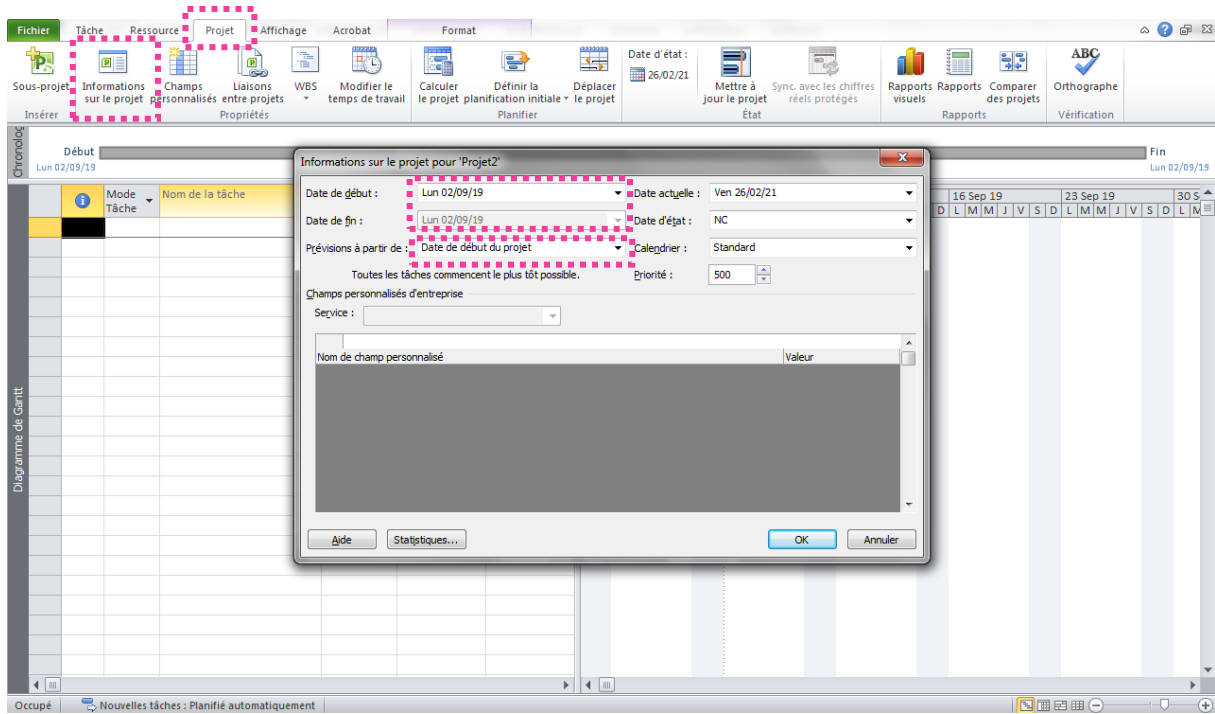 Fichier Tâche Ressource Projet Affichage Acrobat Format
Sous-projet
Informations sur le projet
Champs personnalisés
Liaisons entre projets
WBS
Modifier le temps de travail
Calculer le projet
Définir la planification initiale
Déplacer le projet
Date d'état :
26/02/21
Mettre à jour le projet
Sync. avec les chiffres réels protégés
Rapports visuels
Rapports
Comparer des projets
ABC
Orthographe
Insérer Propriétés Planifier État Rapports Vérification
Chronolog
Début
Lun 02/09/19
Fin
Lun 02/09/19
Mode Tâche
Nom de la tâche
16 Sep 19 23 Sep 19 30 S
D L M M J V S D L M M J V S D L M
Diagramme de Gantt
Informations sur le projet pour 'Projet2'
Date de début : Lun 02/09/19 Date actuelle : Ven 26/02/21
Date de fin : Lun 02/09/19 Date d'état : NC
Prévisions à partir de : Date de début du projet Calendrier : Standard
Toutes les tâches commencent le plus tôt possible. Priorité : 500
Champs personnalisés d'entreprise
Service :
Nom de champ personnalisé Valeur
Aide Statistiques... OK Annuler
Occupé Nouvelles tâches : Planifié automatiquement